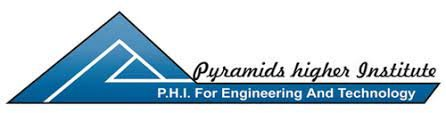 Pyramids higher Institute
P.H.I. For Engineering And Technology